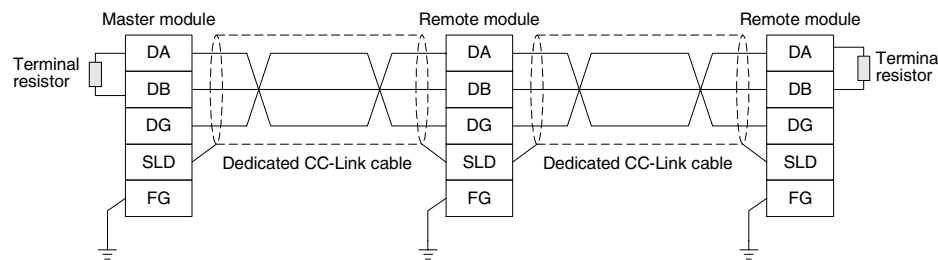 Master module
Remote module
Remote module
Terminal
resistor
DA
DB
DG
SLD
FG
Dedicated CC-Link cable
DA
DB
DG
SLD
FG
Dedicated CC-Link cable
DA
DB
DG
SLD
FG
Termina
resistor